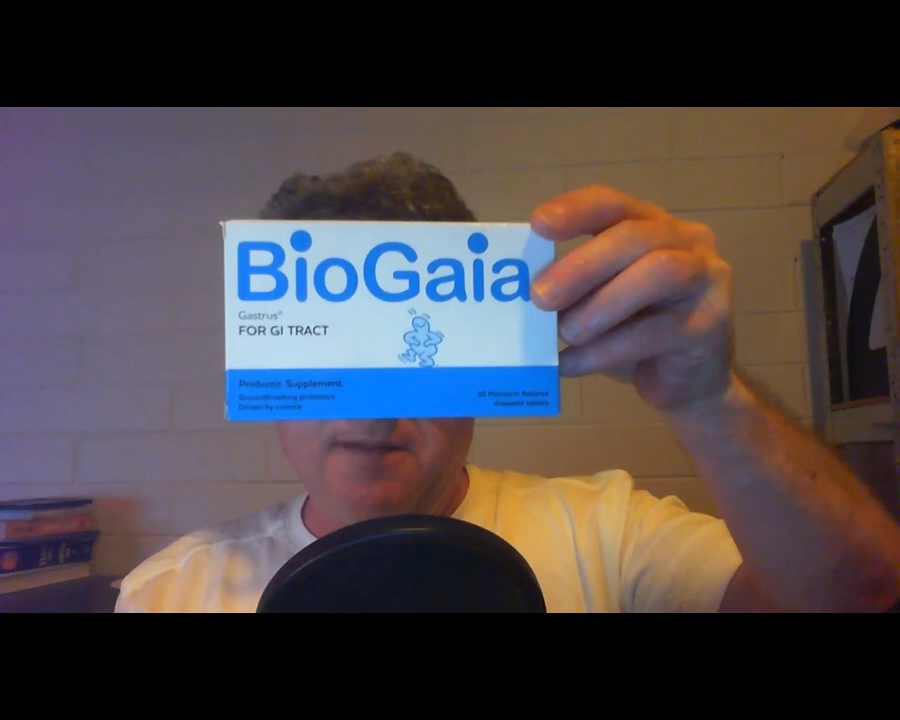 BioGaia
Gastrus®
FOR GI TRACT
Probiotic Supplement
GroundBreaking probiotics
Driven by science
30 Mandarin flavored
chewable tablets